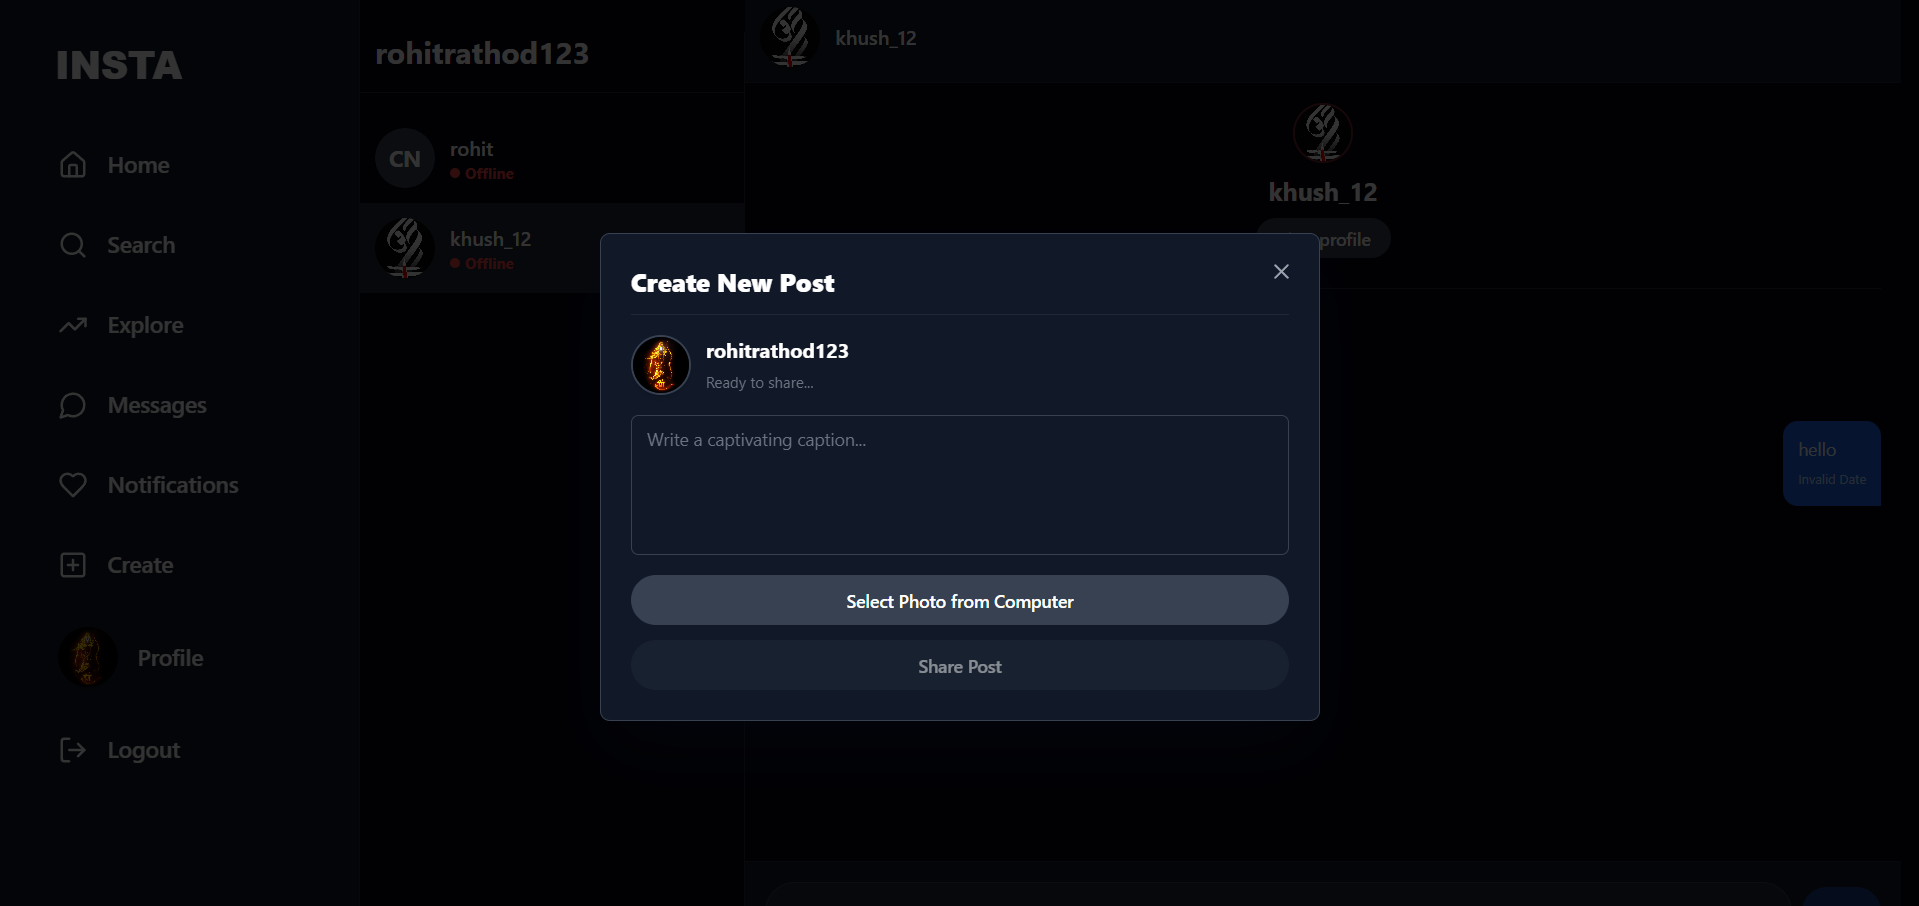 INSTA
Home
Search
Explore
Messages
Notifications
Create
Profile
Logout
rohitrathod123
CN
rohit
Offline
khush_12
Offline
khush_12
khush_12
profile
hello
Invalid Date
Create New Post
rohitrathod123
Ready to share...
Write a captivating caption...
Select Photo from Computer
Share Post